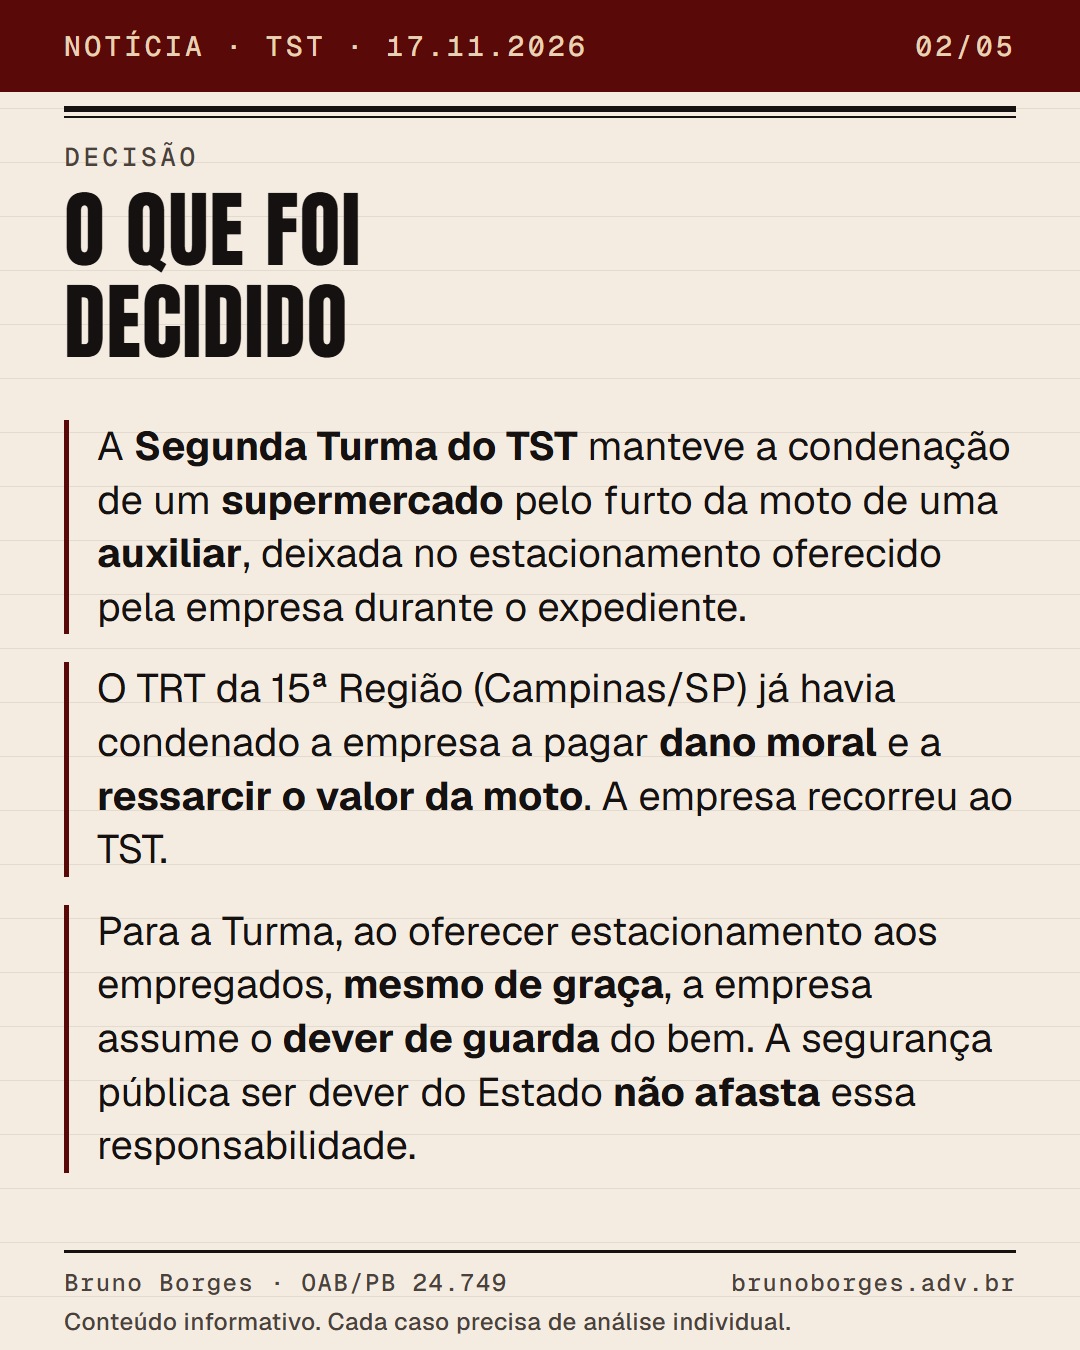 NOTÍCIA · TST · 17.11.2026 02/05
DECISÃO
O QUE FOI
DECIDIDO
A Segunda Turma do TST manteve a condenação
de um supermercado pelo furto da moto de uma
auxiliar, deixada no estacionamento oferecido
pela empresa durante o expediente.
O TRT da 15ª Região (Campinas/SP) já havia
condenado a empresa a pagar dano moral e a
ressarcir o valor da moto. A empresa recorreu ao
TST.
Para a Turma, ao oferecer estacionamento aos
empregados, mesmo de graça, a empresa
assume o dever de guarda do bem. A segurança
pública ser dever do Estado não afasta essa
responsabilidade.
Bruno Borges · OAB/PB 24.749 brunoborges.adv.br
Conteúdo informativo. Cada caso precisa de análise individual.